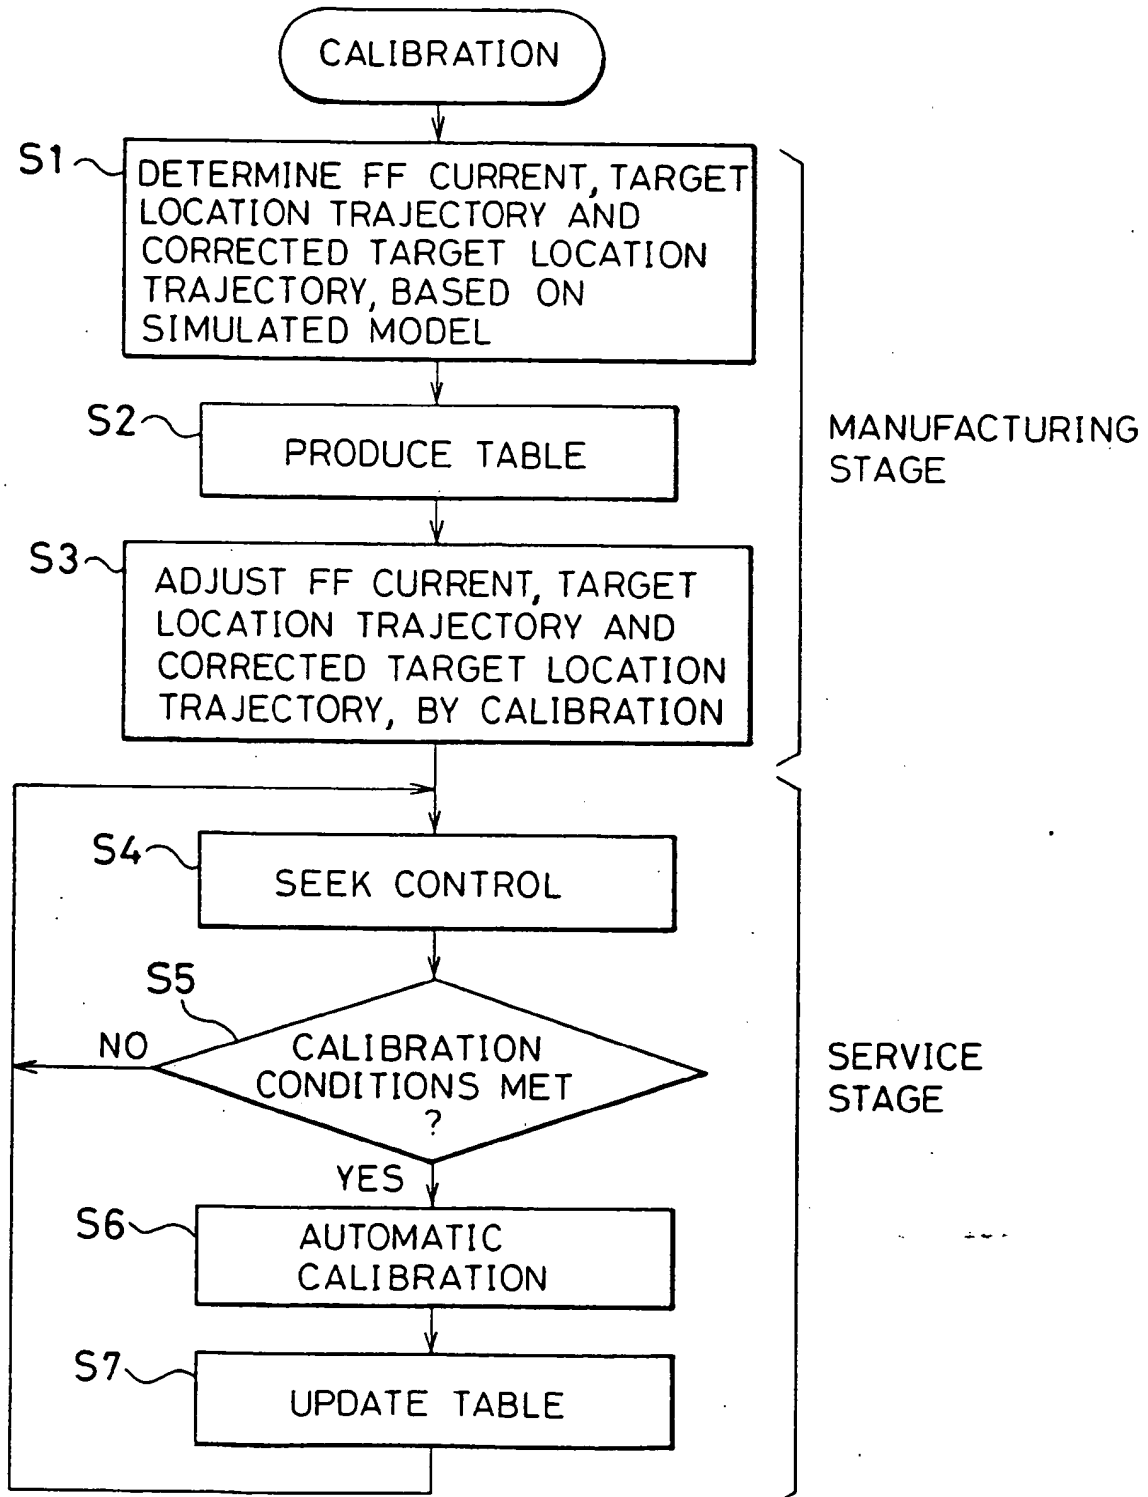 CALIBRATION
S1
DETERMINE FF CURRENT, TARGET
LOCATION TRAJECTORY AND
CORRECTED TARGET LOCATION
TRAJECTORY, BASED ON
SIMULATED MODEL
S2
PRODUCE TABLE
MANUFACTURING
STAGE
S3
ADJUST FF CURRENT, TARGET
LOCATION TRAJECTORY AND
CORRECTED TARGET LOCATION
TRAJECTORY, BY CALIBRATION
S4
SEEK CONTROL
S5
NO
CALIBRATION
CONDITIONS MET
?
SERVICE
STAGE
YES
S6
AUTOMATIC
CALIBRATION
S7
UPDATE TABLE